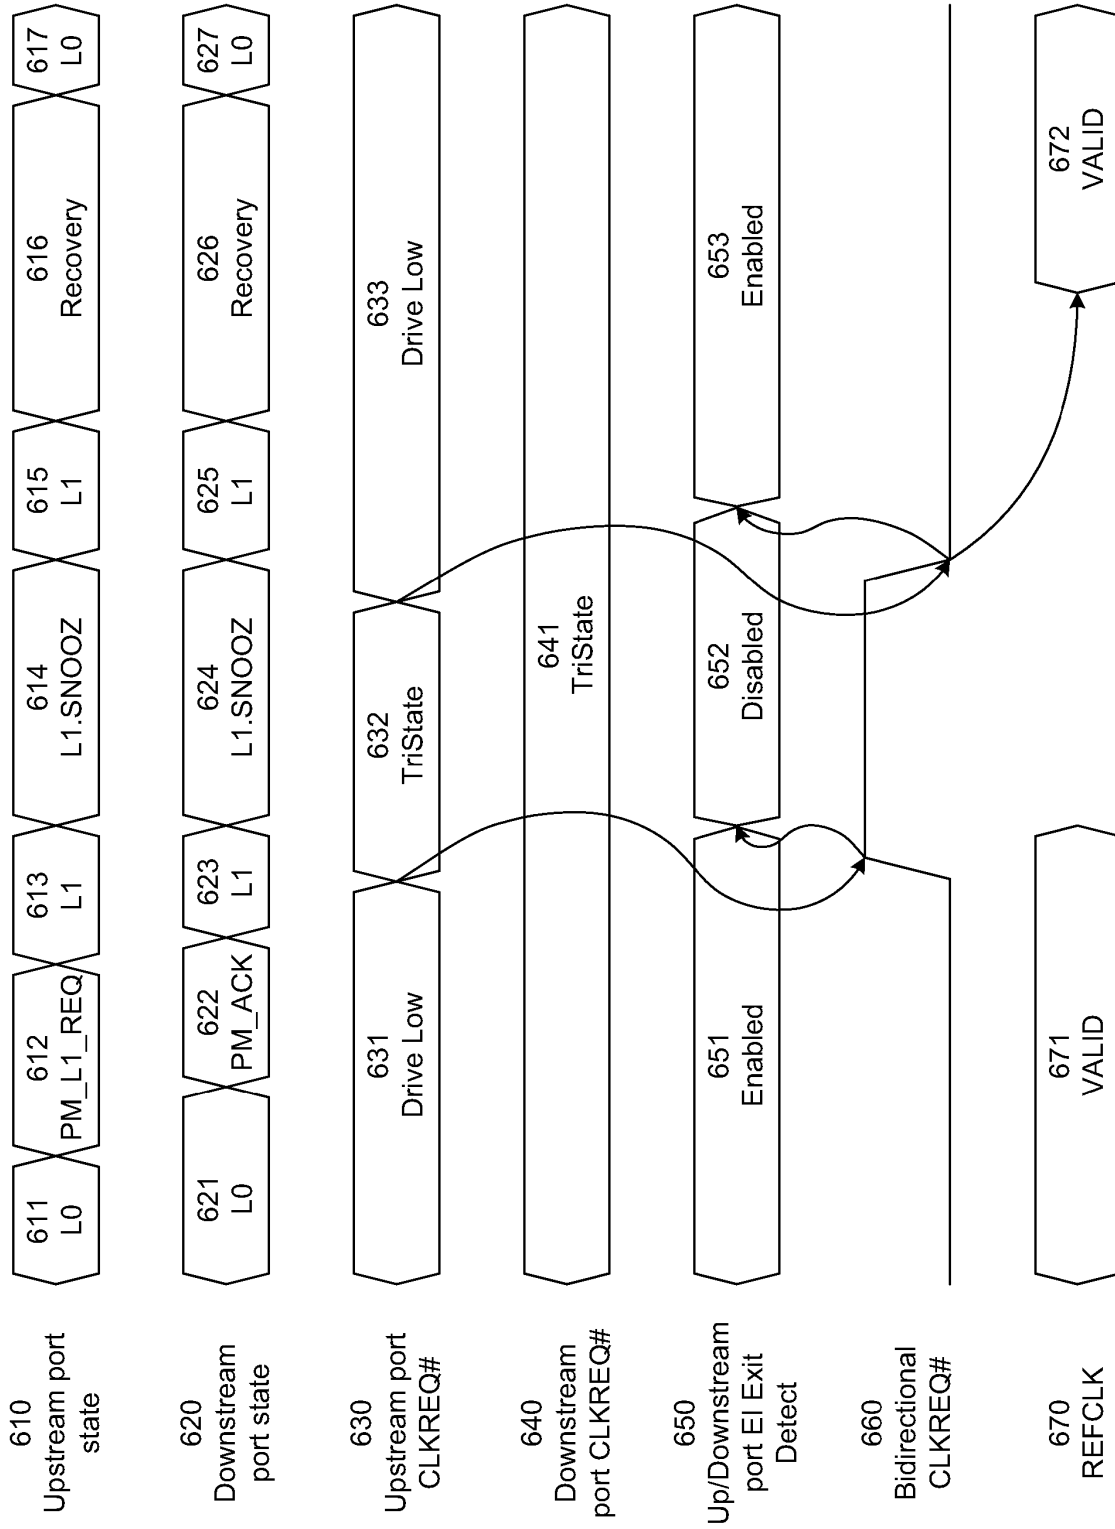 610
Upstream port
state
611
L0
612
PM_L1_REQ
613
L1
614
L1.SNOOZ
615
L1
616
Recovery
617
L0
620
Downstream
port state
621
L0
622
PM_ACK
623
L1
624
L1.SNOOZ
625
L1
626
Recovery
627
L0
630
Upstream port
CLKREQ#
631
Drive Low
632
TriState
633
Drive Low
640
Downstream
port CLKREQ#
641
TriState
650
Up/Downstream
port EI Exit
Detect
651
Enabled
652
Disabled
653
Enabled
660
Bidirectional
CLKREQ#
670
REFCLK
671
VALID
672
VALID